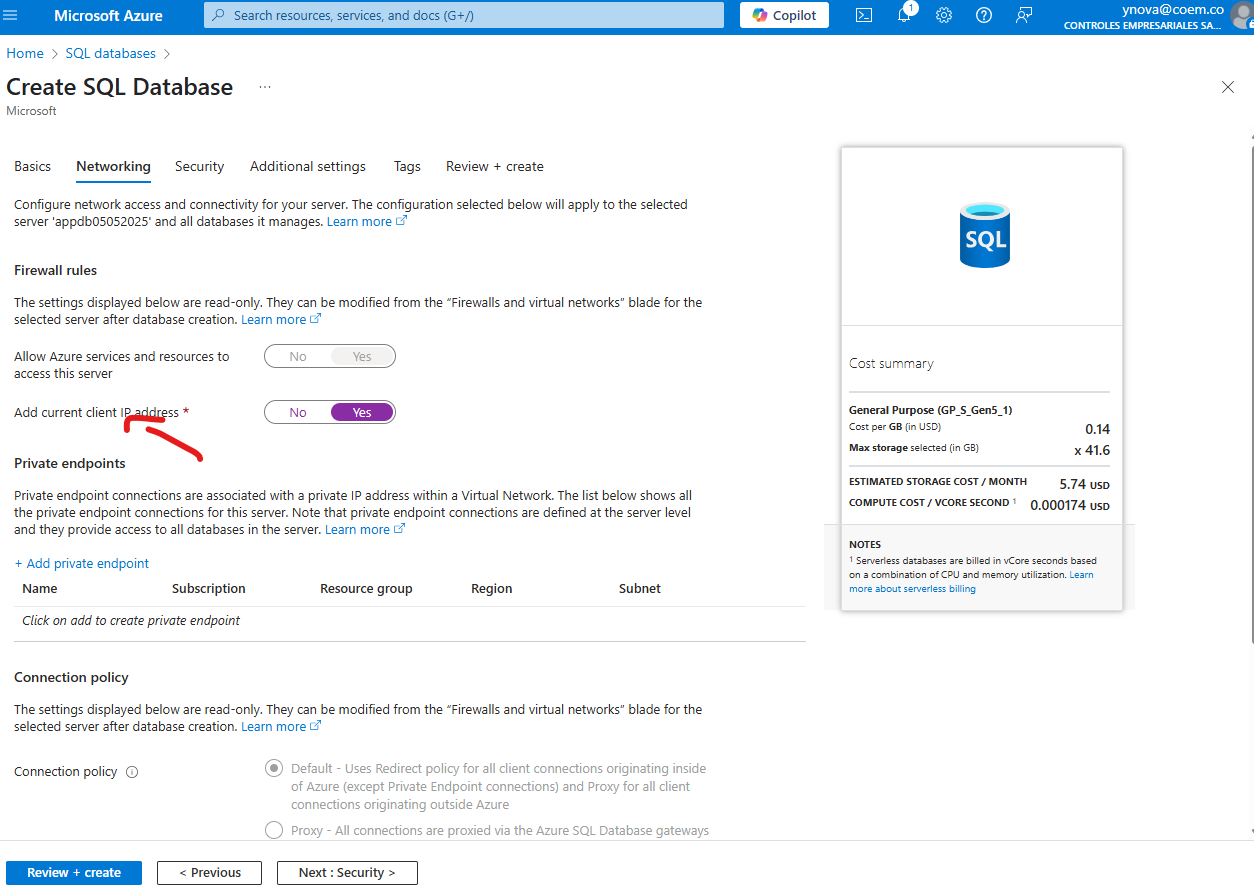 Microsoft Azure
Search resources, services, and docs (G+/)
Copilot
1
ynova@coem.co
CONTROLES EMPRESARIALES SA...
Home > SQL databases >
Create SQL Database ...
Microsoft
Basics Networking Security Additional settings Tags Review + create
Configure network access and connectivity for your server. The configuration selected below will apply to the selected
server 'appdb05052025' and all databases it manages. Learn more
Firewall rules
The settings displayed below are read-only. They can be modified from the “Firewalls and virtual networks” blade for the
selected server after database creation. Learn more
Allow Azure services and resources to
access this server
No Yes
Add current client IP address *
No Yes
Private endpoints
Private endpoint connections are associated with a private IP address within a Virtual Network. The list below shows all
the private endpoint connections for this server. Note that private endpoint connections are defined at the server level
and they provide access to all databases in the server. Learn more
+ Add private endpoint
Name Subscription Resource group Region Subnet
Click on add to create private endpoint
Connection policy
The settings displayed below are read-only. They can be modified from the “Firewalls and virtual networks” blade for the
selected server after database creation. Learn more
Connection policy
Default - Uses Redirect policy for all client connections originating inside
of Azure (except Private Endpoint connections) and Proxy for all client
connections originating outside Azure
Proxy - All connections are proxied via the Azure SQL Database gateways
SQL
Cost summary
General Purpose (GP_S_Gen5_1)
Cost per GB (in USD) 0.14
Max storage selected (in GB) x 41.6
ESTIMATED STORAGE COST / MONTH 5.74 USD
COMPUTE COST / VCORE SECOND 1 0.000174 USD
NOTES
1 Serverless databases are billed in vCore seconds based
on a combination of CPU and memory utilization. Learn
more about serverless billing
Review + create < Previous Next : Security >